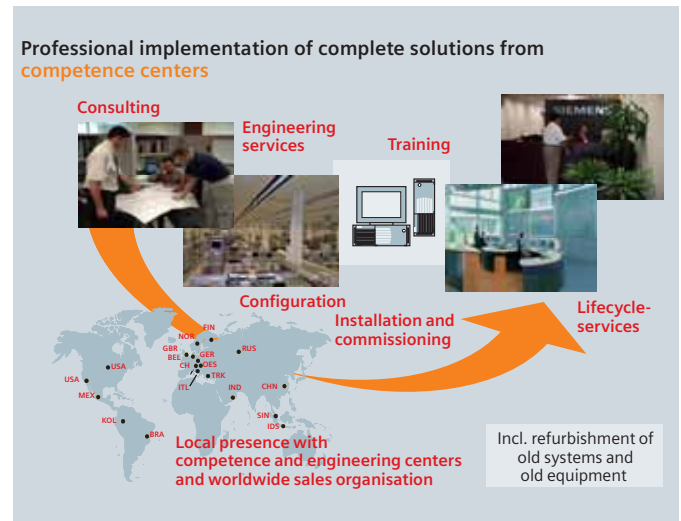 Professional implementation of complete solutions from
competence centers
Consulting
Engineering
services
Training
SIEMENS
Configuration
Installation and
commissioning
Lifecycle-
services
FIN
NOR
GBR
GER
RUS
BEL
USA
CH
OES
USA
TRK
ITL
IND
CHN
MEX
KOL
SIN
IDS
BRA
Local presence with
competence and engineering centers
and worldwide sales organisation
Incl. refurbishment of
old systems and
old equipment